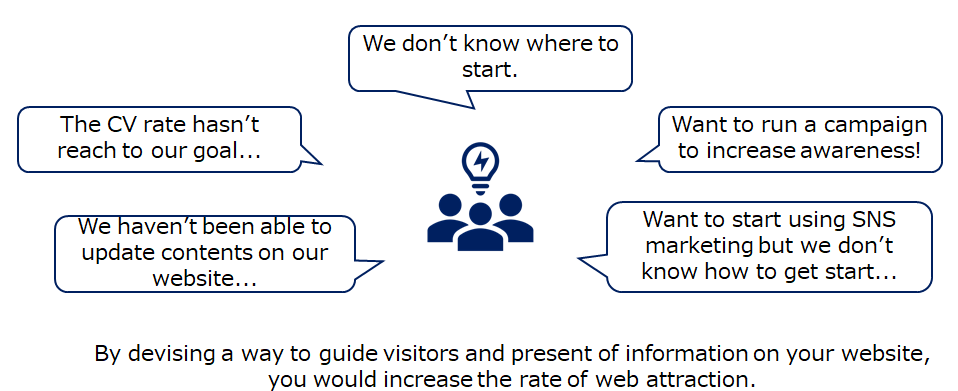 We don’t know where to
start.
The CV rate hasn’t
reach to our goal...
Want to run a campaign
to increase awareness!
We haven’t been able to
update contents on our
website...
Want to start using SNS
marketing but we don’t
know how to get start...
By devising a way to guide visitors and present of information on your website,
you would increase the rate of web attraction.